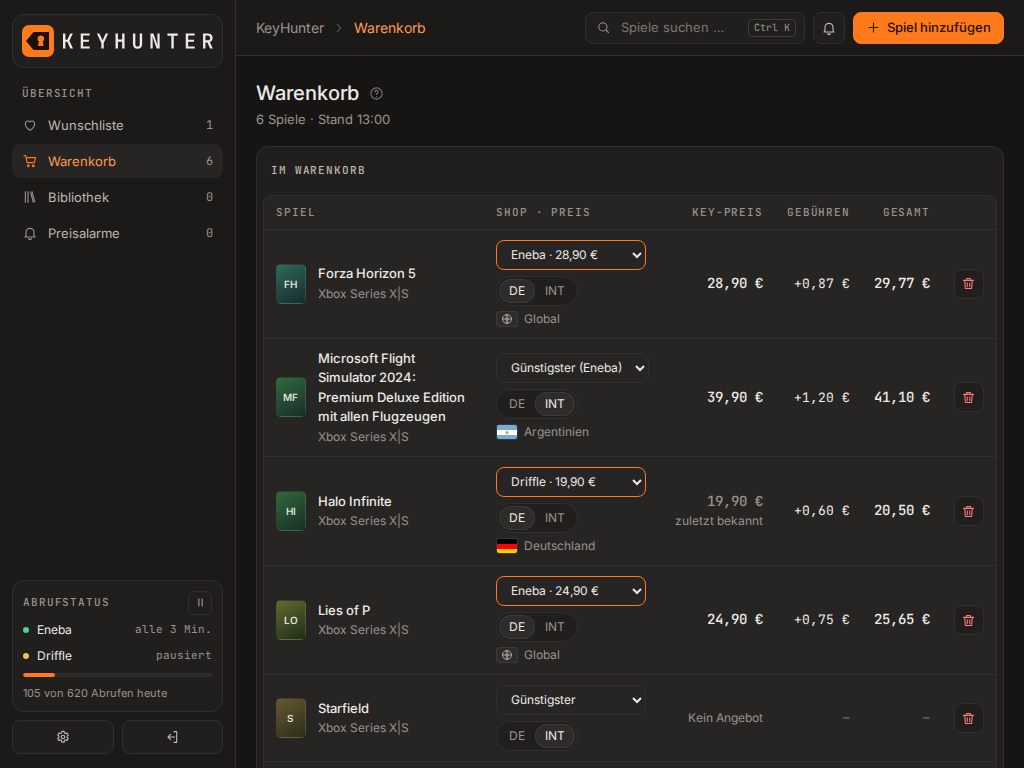 KEYHUNTER
KeyHunter
Warenkorb
Spiele suchen ...
Ctrl K
Spiel hinzufügen
ÜBERSICHT
Wunschliste 1
Warenkorb 6
Bibliothek 0
Preisalarme 0
Warenkorb
6 Spiele · Stand 13:00
IM WARENKORB
SPIEL SHOP · PREIS KEY-PREIS GEBÜHREN GESAMT
FH
Forza Horizon 5
Xbox Series X|S
Eneba · 28,90 €
DE INT
Global
28,90 € +0,87 € 29,77 €
MF
Microsoft Flight
Simulator 2024:
Premium Deluxe Edition
mit allen Flugzeugen
Xbox Series X|S
Günstigster (Eneba)
DE INT
Argentinien
39,90 € +1,20 € 41,10 €
HI
Halo Infinite
Xbox Series X|S
Driffle · 19,90 €
DE INT
Deutschland
19,90 €
zuletzt bekannt
+0,60 € 20,50 €
LO
Lies of P
Xbox Series X|S
Eneba · 24,90 €
DE INT
Global
24,90 € +0,75 € 25,65 €
S
Starfield
Xbox Series X|S
Günstigster
DE INT
Kein Angebot – –
ABRUFSTATUS
Eneba alle 3 Min.
Driffle pausiert
105 von 620 Abrufen heute